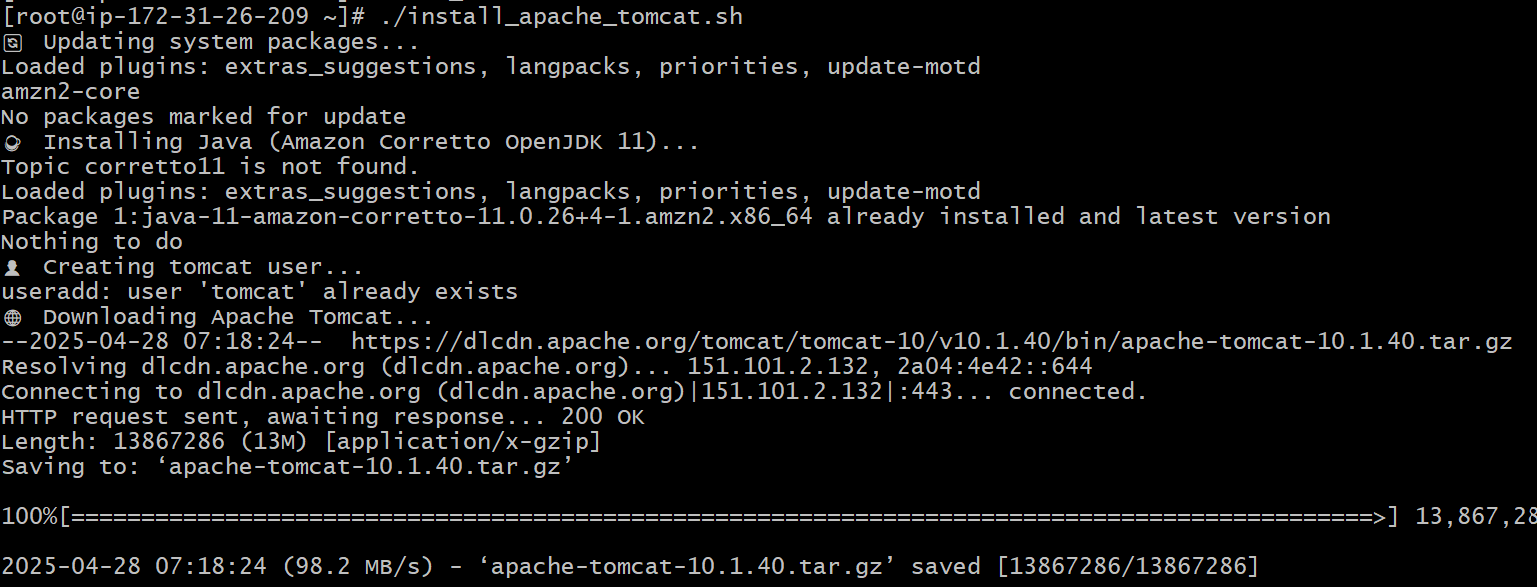 [root@ip-172-31-26-209 ~]# ./install_apache_tomcat.sh
🔄 Updating system packages...
Loaded plugins: extras_suggestions, langpacks, priorities, update-motd
amzn2-core
No packages marked for update
☕ Installing Java (Amazon Corretto OpenJDK 11)...
Topic corretto11 is not found.
Loaded plugins: extras_suggestions, langpacks, priorities, update-motd
Package 1:java-11-amazon-corretto-11.0.26+4-1.amzn2.x86_64 already installed and latest version
Nothing to do
👤 Creating tomcat user...
useradd: user 'tomcat' already exists
🌐 Downloading Apache Tomcat...
--2025-04-28 07:18:24--  https://dlcdn.apache.org/tomcat/tomcat-10/v10.1.40/bin/apache-tomcat-10.1.40.tar.gz
Resolving dlcdn.apache.org (dlcdn.apache.org)... 151.101.2.132, 2a04:4e42::644
Connecting to dlcdn.apache.org (dlcdn.apache.org)|151.101.2.132|:443... connected.
HTTP request sent, awaiting response... 200 OK
Length: 13867286 (13M) [application/x-gzip]
Saving to: ‘apache-tomcat-10.1.40.tar.gz’
100%[=============================================================================================>] 13,867,28
2025-04-28 07:18:24 (98.2 MB/s) - ‘apache-tomcat-10.1.40.tar.gz’ saved [13867286/13867286]